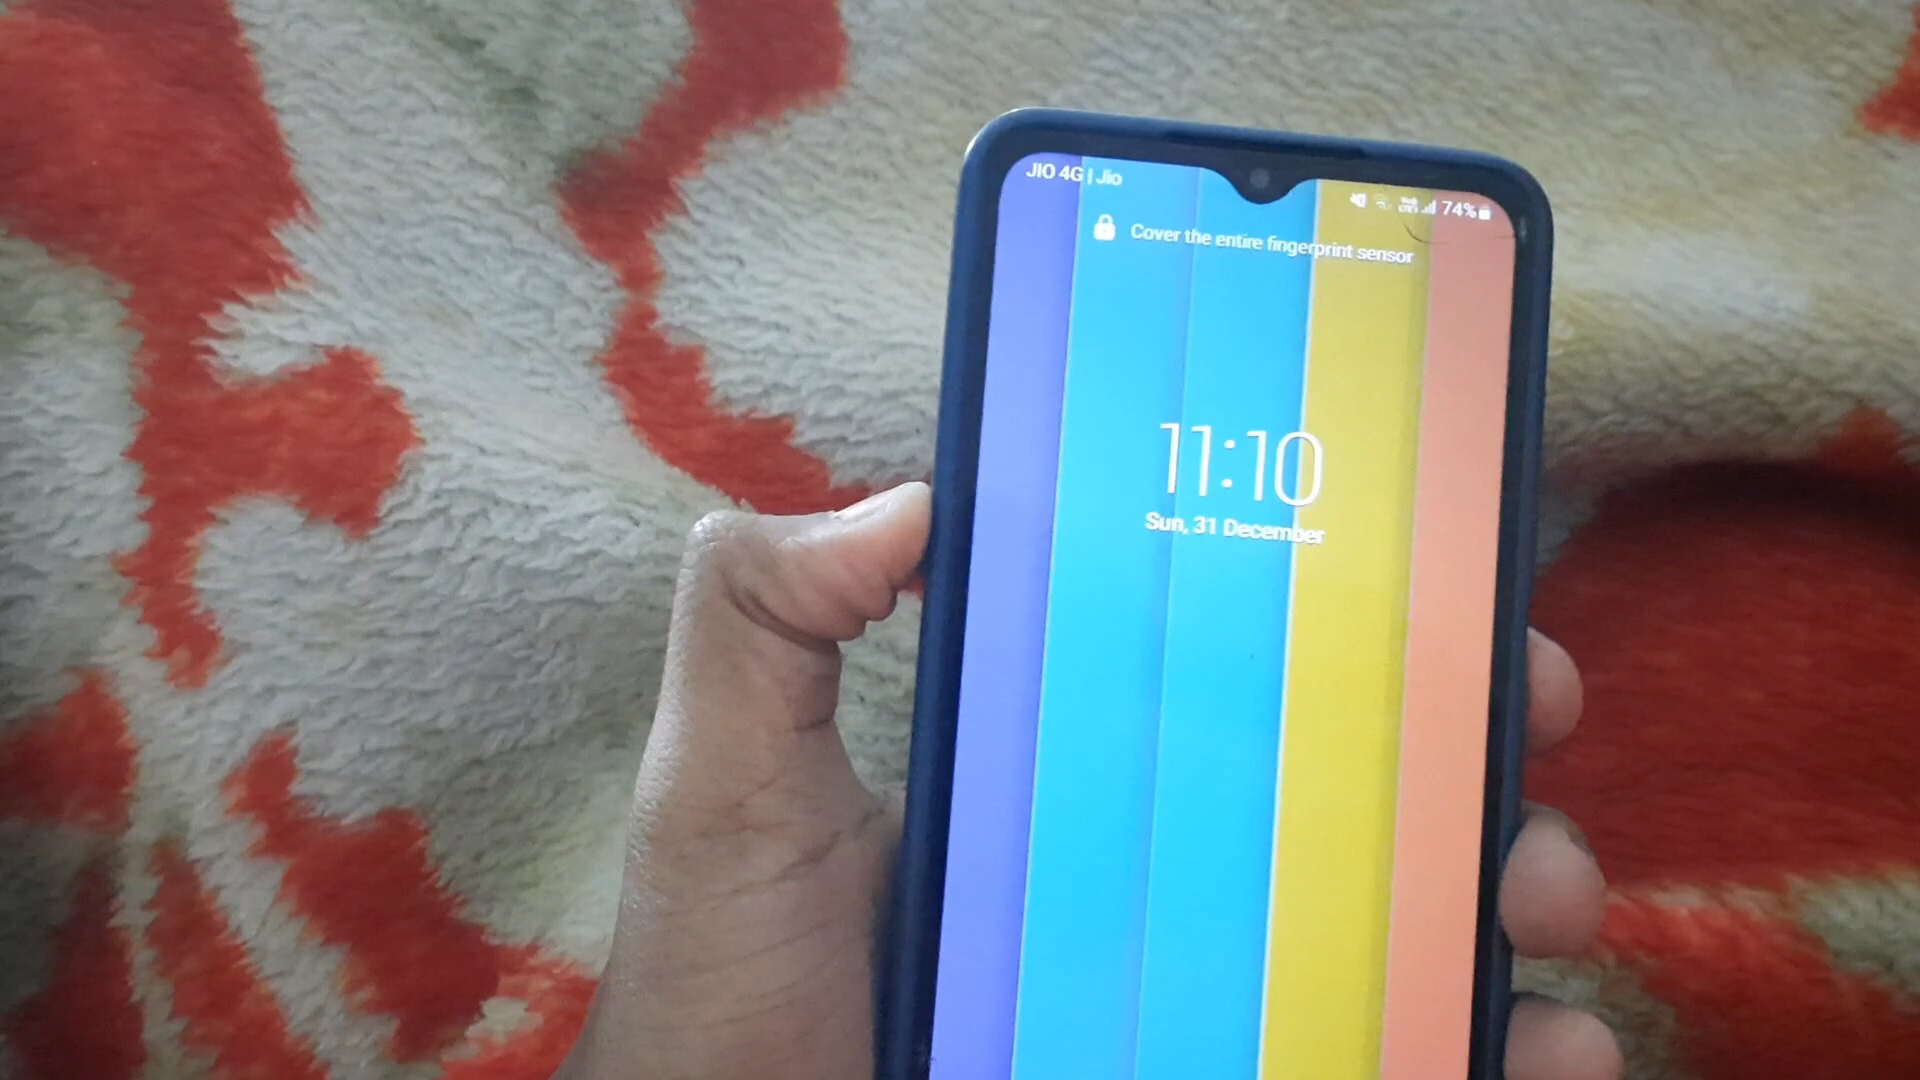 JIO 4G | Jio
74%
Cover the entire fingerprint sensor
11:10
Sun, 31 December